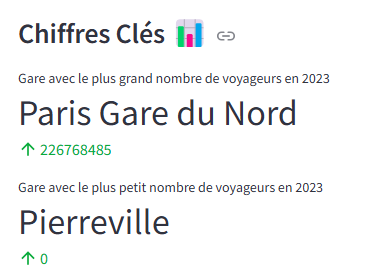 Chiffres Clés
Gare avec le plus grand nombre de voyageurs en 2023
Paris Gare du Nord
↑ 226768485
Gare avec le plus petit nombre de voyageurs en 2023
Pierreville
↑ 0